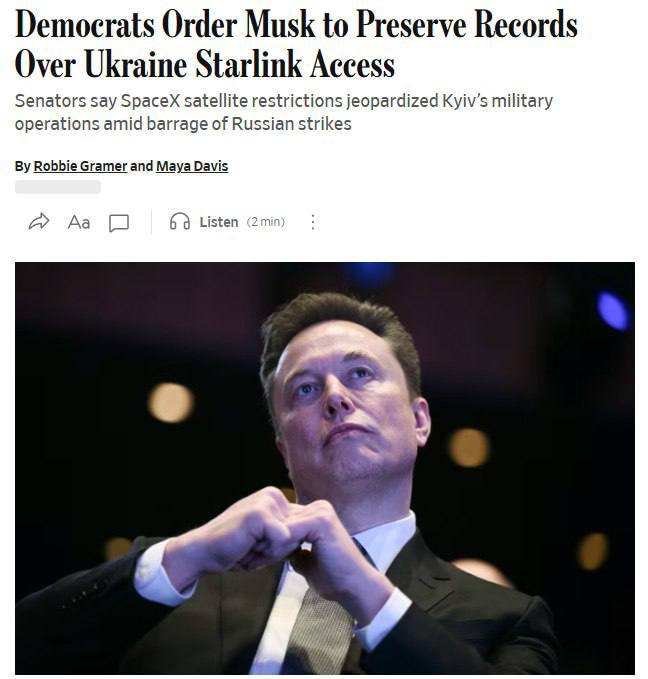 Democrats Order Musk to Preserve Records
Over Ukraine Starlink Access
Senators say SpaceX satellite restrictions jeopardized Kyiv’s military
operations amid barrage of Russian strikes
By Robbie Gramer and Maya Davis
Aa
Listen (2 min)